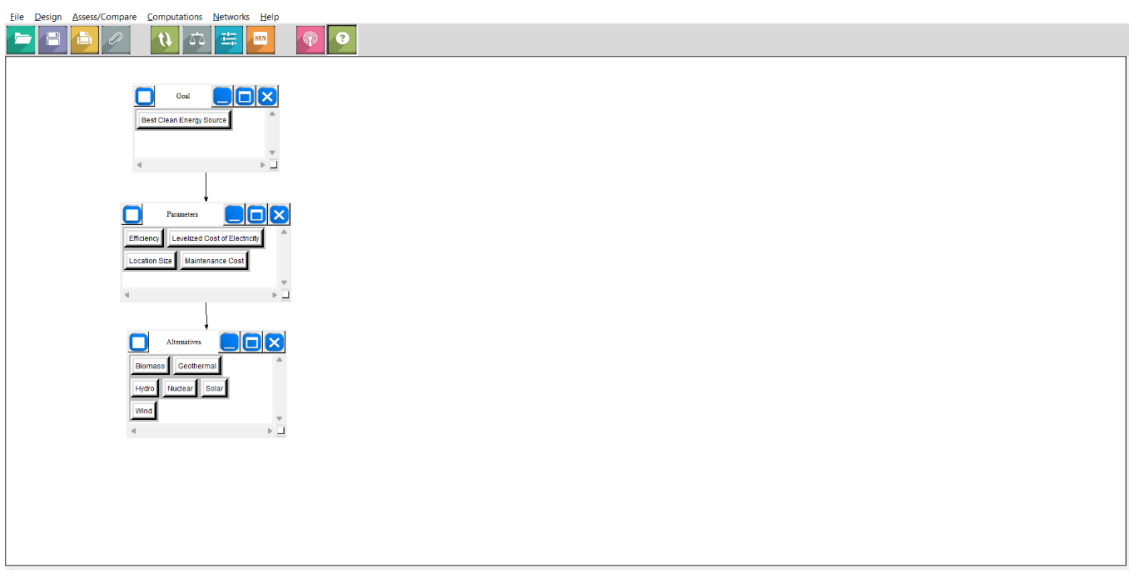 File Design Assess/Compare Computations Networks Help
SYN
?
Goal
Best Clean Energy Source
Parameters
Efficiency Levelized Cost of Electricity
Location Size Maintenance Cost
Alternatives
Biomass Geothermal
Hydro Nuclear Solar
Wind